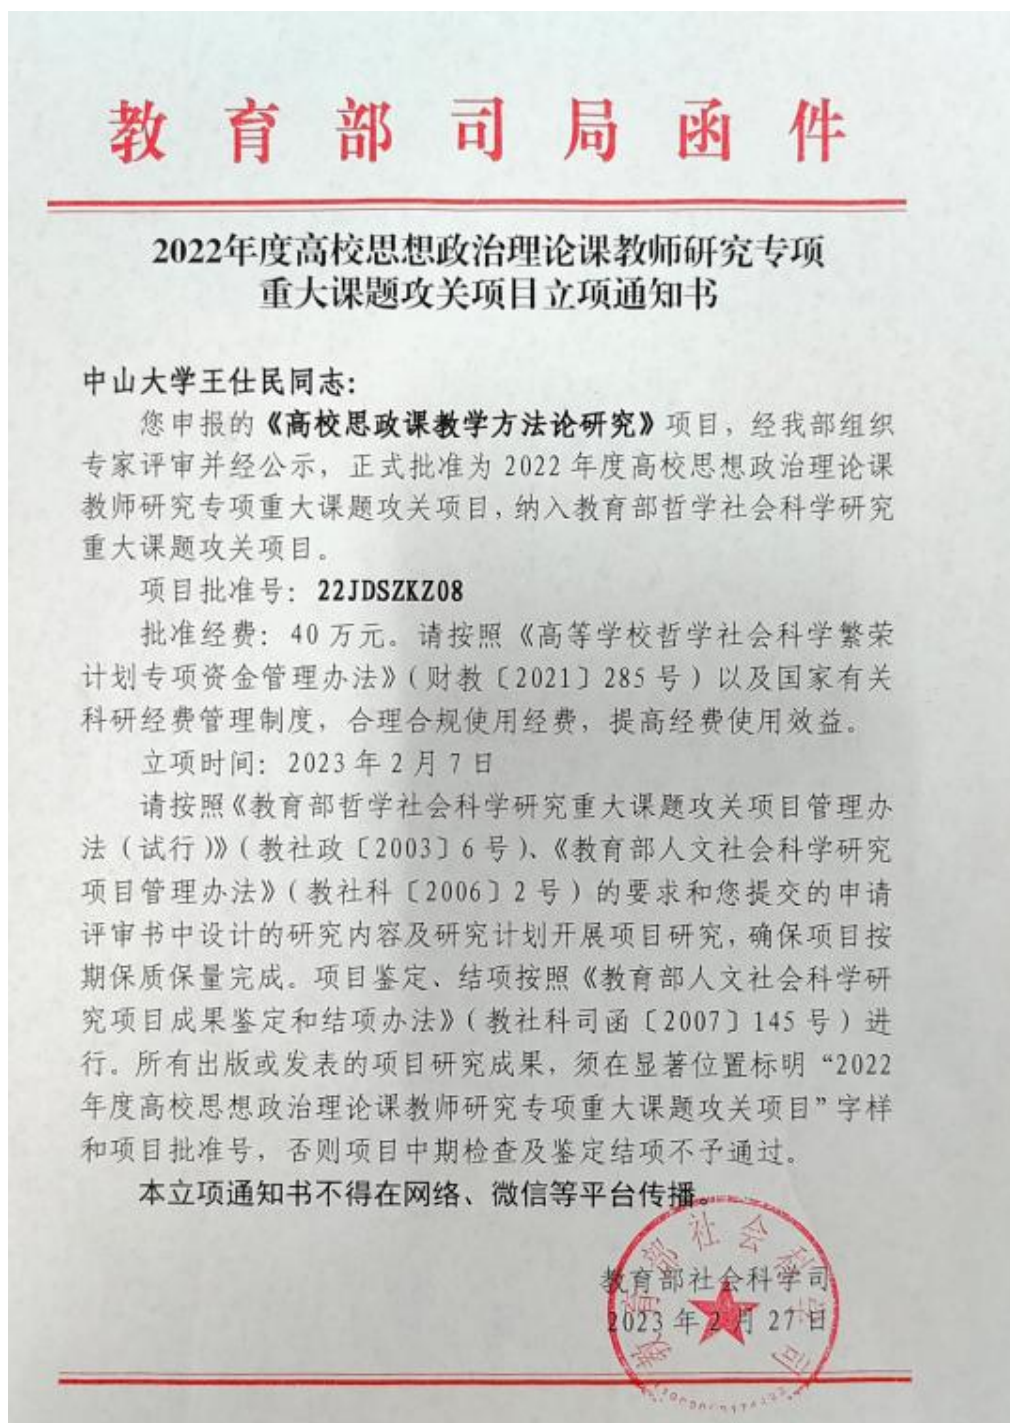 教育部司局函件
2022年度高校思想政治理论课教师研究专项
重大课题攻关项目立项通知书
中山大学王仕民同志：
您申报的《高校思政课教学方法论研究》项目，经我部组织
专家评审并经公示，正式批准为 2022 年度高校思想政治理论课
教师研究专项重大课题攻关项目，纳入教育部哲学社会科学研究
重大课题攻关项目。
项目批准号：22JDSZKZ08
批准经费：40 万元。请按照《高等学校哲学社会科学繁荣
计划专项资金管理办法》（财教〔2021〕285 号）以及国家有关
科研经费管理制度，合理合规使用经费，提高经费使用效益。
立项时间：2023 年 2 月 7 日
请按照《教育部哲学社会科学研究重大课题攻关项目管理办
法（试行）》（教社政〔2003〕6 号）、《教育部人文社会科学研究
项目管理办法》（教社科〔2006〕2 号）的要求和您提交的申请
评审书中设计的研究内容及研究计划开展项目研究，确保项目按
期保质保量完成。项目鉴定、结项按照《教育部人文社会科学研
究项目成果鉴定和结项办法》（教社科司函〔2007〕145 号）进
行。所有出版或发表的项目研究成果，须在显著位置标明“2022
年度高校思想政治理论课教师研究专项重大课题攻关项目”字样
和项目批准号，否则项目中期检查及鉴定结项不予通过。
本立项通知书不得在网络、微信等平台传播。
教育部社会科学司
2023 年 2 月 27 日
教育部社会科学司